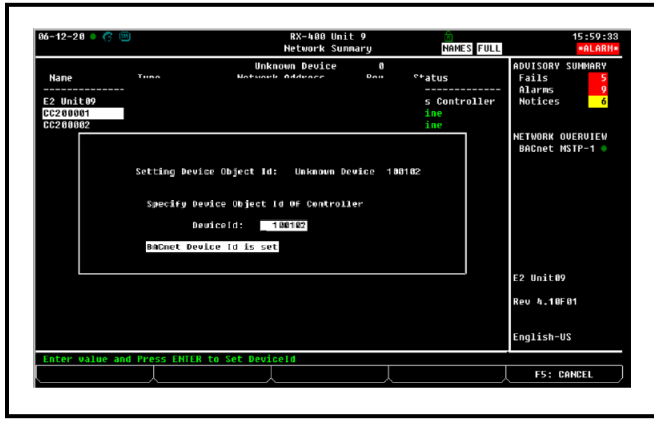 06-12-20
RX-400 Unit 9
15:59:33
Network Summary
NAMES FULL
*ALARM*
Unknown Device 0
ADVISORY SUMMARY
Name Type Network Address Rev Status
Fails 5
Alarms 9
E2 Unit09 s Controller
Notices 6
CC200001 ine
CC200002 ine
NETWORK OVERVIEW
BACnet MSTP-1
Setting Device Object Id: Unknown Device 100102
Specify Device Object Id Of Controller
DeviceId: 100102
BACnet Device Id is set
E2 Unit09
Rev 4.10F01
English-US
Enter value and Press ENTER to Set DeviceId
F5: CANCEL